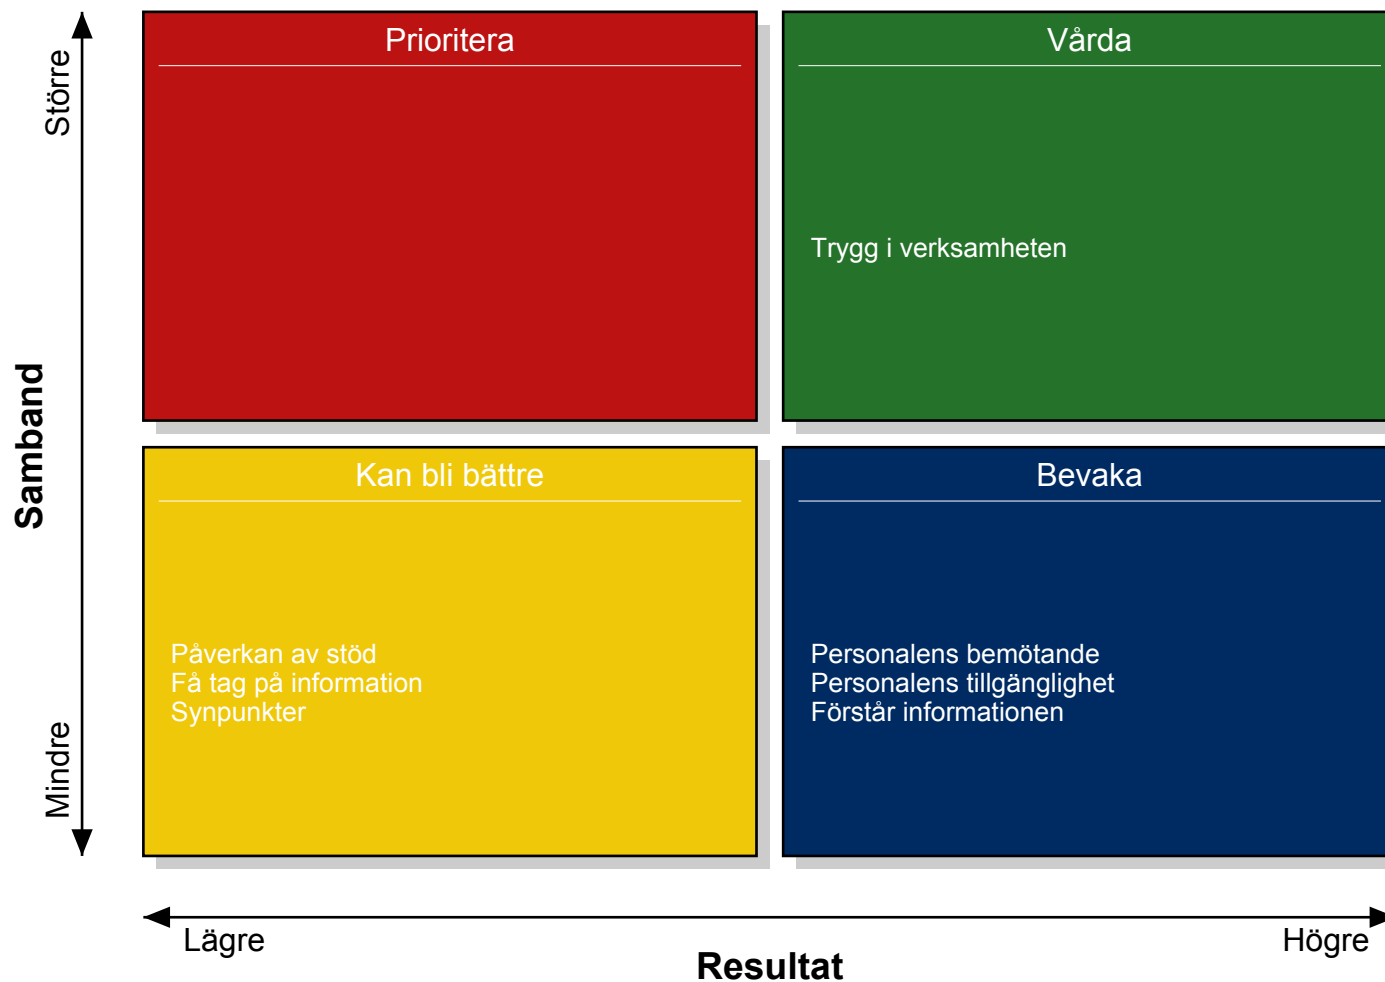 Större
Samband
Mindre
Prioritera
Vårda
Trygg i verksamheten
Kan bli bättre
Påverkan av stöd
Få tag på information
Synpunkter
Bevaka
Personalens bemötande
Personalens tillgänglighet
Förstår informationen
Lägre
Resultat
Högre